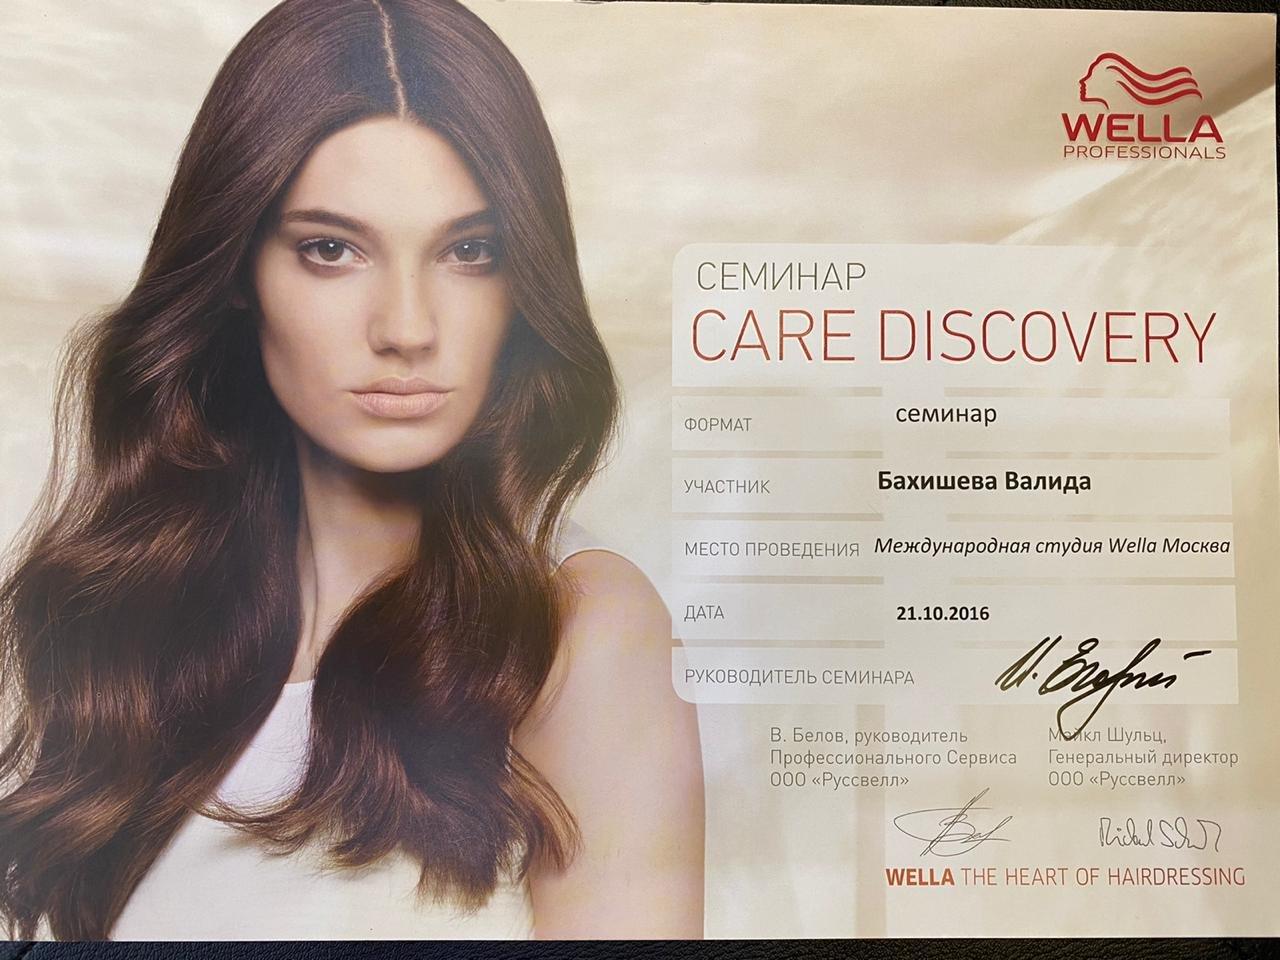 WELLA
PROFESSIONALS
СЕМИНАР
CARE DISCOVERY
ФОРМАТ семинар
УЧАСТНИК Бахишева Валида
МЕСТО ПРОВЕДЕНИЯ Международная студия Wella Москва
ДАТА 21.10.2016
РУКОВОДИТЕЛЬ СЕМИНАРА
В. Белов, руководитель
Профессионального Сервиса
ООО «Руссвелл»
Майкл Шульц,
Генеральный директор
ООО «Руссвелл»
WELLA THE HEART OF HAIRDRESSING